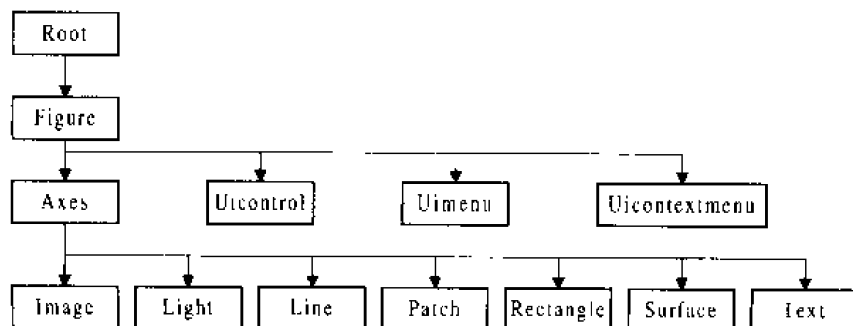 Root
Figure
Axes Uicontrol Uimenu Uicontextmenu
Image Light Line Patch Rectangle Surface Text